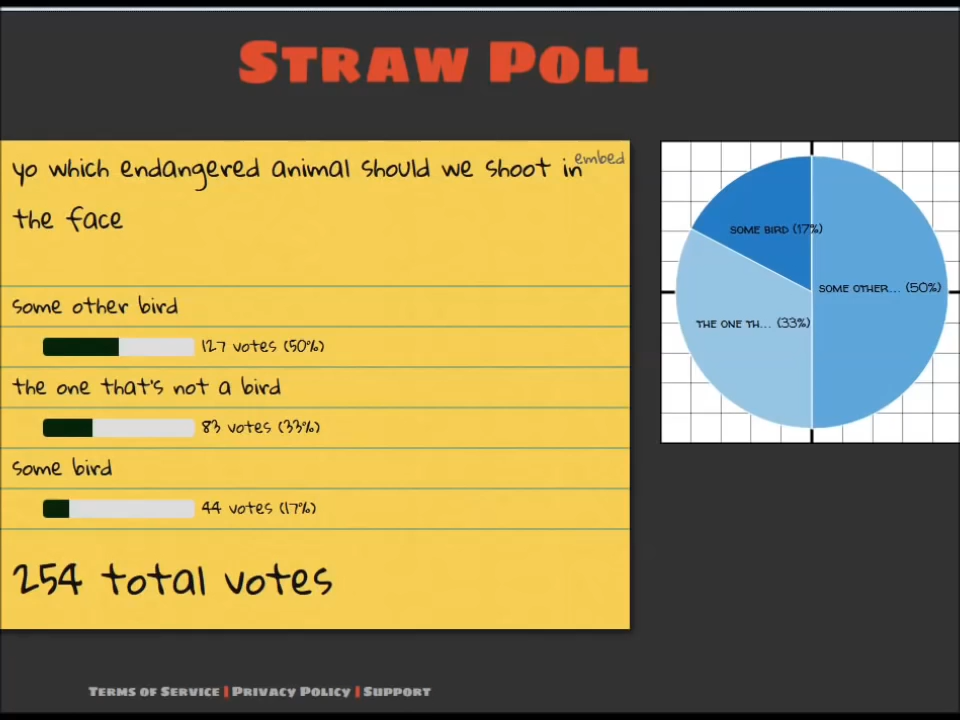 Straw Poll
embed
yo which endangered animal should we shoot in
the face
some other bird
127 votes (50%)
the one that's not a bird
83 votes (33%)
some bird
44 votes (17%)
254 total votes
SOME BIRD (17%)
SOME OTHER... (50%)
THE ONE TH... (33%)
Terms of Service | Privacy Policy | Support